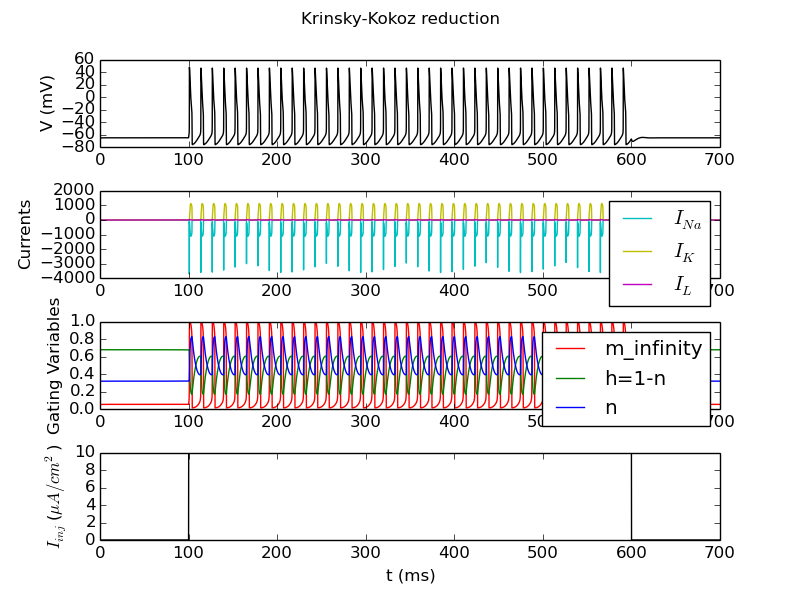 Krinsky-Kokoz reduction
V (mV)
60
40
20
0
−20
−40
−60
−80
0 100 200 300 400 500 600 700
Currents
2000
1000
0
−1000
−2000
−3000
−4000
I_Na
I_K
I_L
0 100 200 300 400 500 700
Gating Variables
1.0
0.8
0.6
0.4
0.2
0.0
m_infinity
h=1-n
n
0 100 200 300 400 500 600 700
I_inj (μA/cm² )
10
8
6
4
2
0
0 100 200 300 400 500 600 700
t (ms)